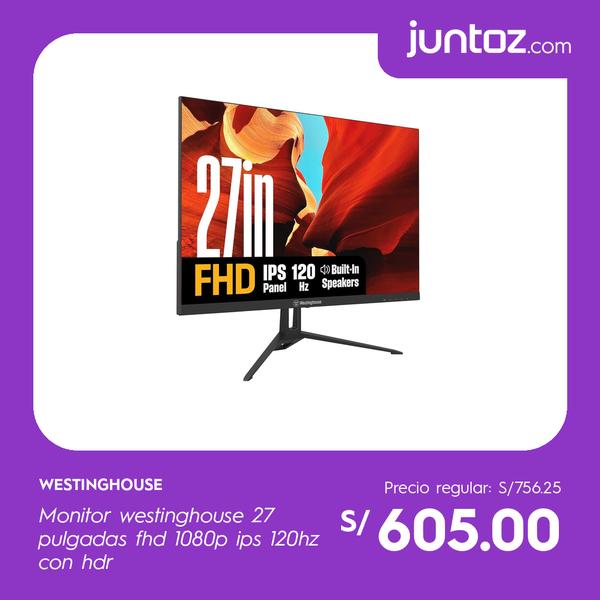 juntoz.com
27in
FHD
IPS Panel
120 Hz
Built-In Speakers
Westinghouse
WESTINGHOUSE
Monitor westinghouse 27
pulgadas fhd 1080p ips 120hz
con hdr
Precio regular: S/756.25
S/605.00